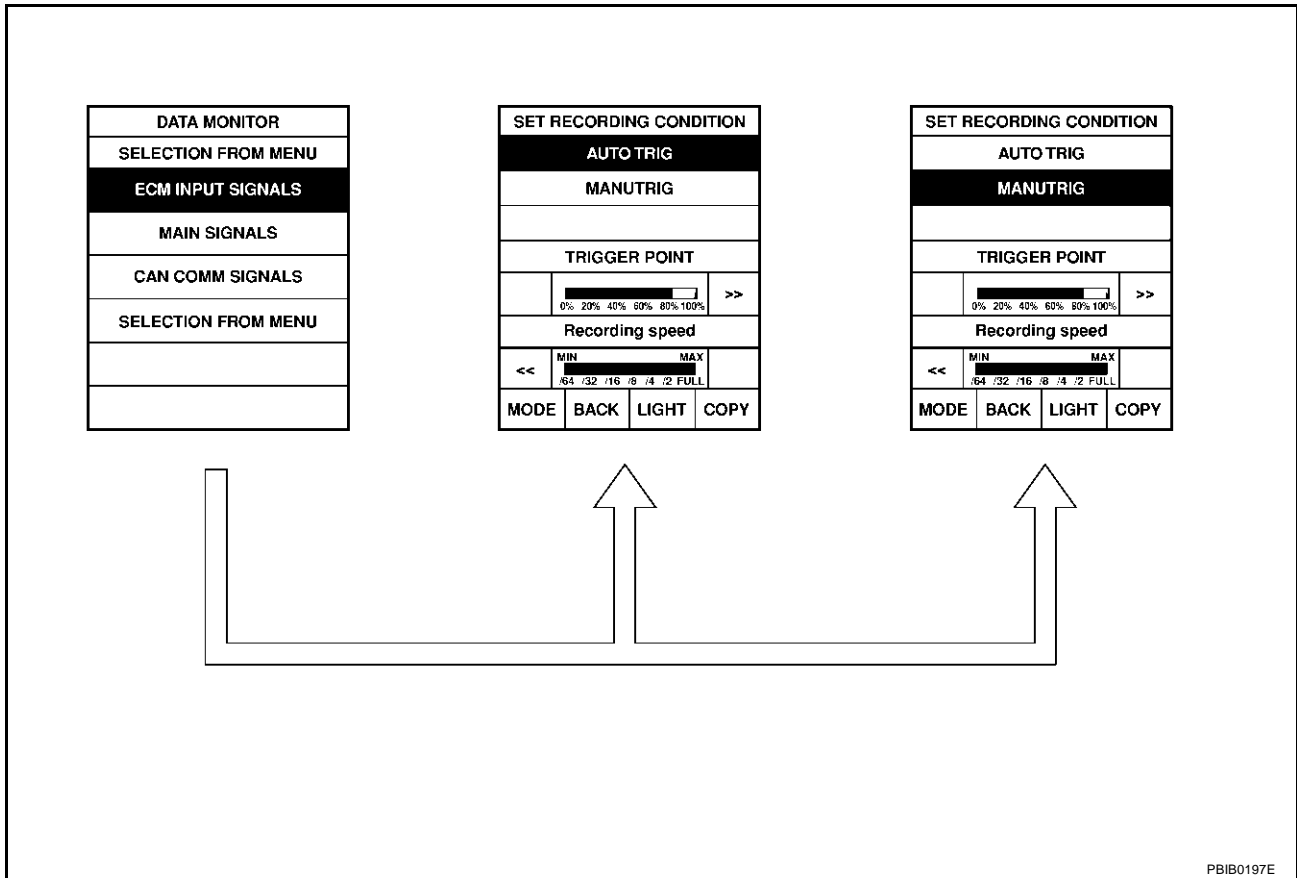 DATA MONITOR
SELECTION FROM MENU
ECM INPUT SIGNALS
MAIN SIGNALS
CAN COMM SIGNALS
SELECTION FROM MENU
SET RECORDING CONDITION
AUTO TRIG
MANUTRIG
TRIGGER POINT
>>
0% 20% 40% 60% 80% 100%
Recording speed
MIN MAX
<<
/64 /32 /16 /8 /4 /2 FULL
MODE BACK LIGHT COPY
SET RECORDING CONDITION
AUTO TRIG
MANUTRIG
TRIGGER POINT
>>
0% 20% 40% 60% 80% 100%
Recording speed
MIN MAX
<<
/64 /32 /16 /8 /4 /2 FULL
MODE BACK LIGHT COPY
PBIB0197E